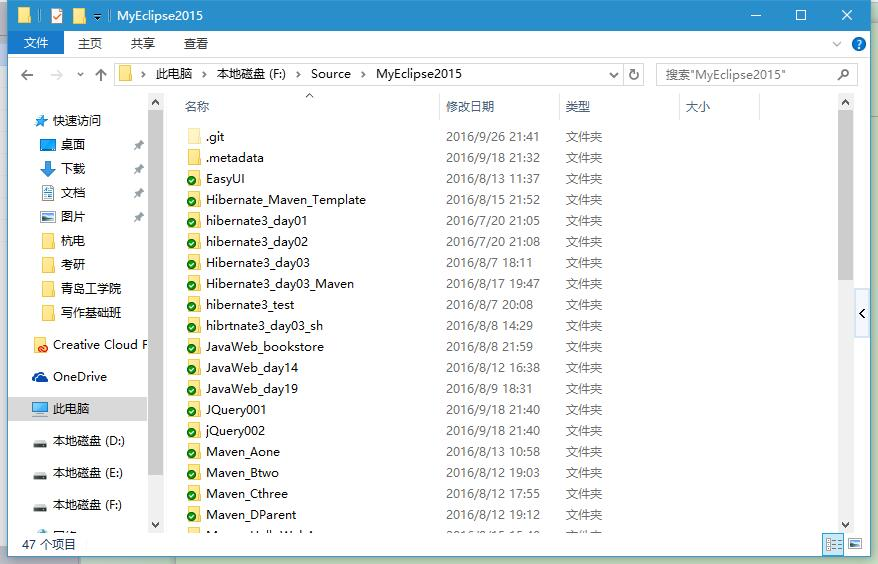 MyEclipse2015
文件 主页 共享 查看
此电脑 本地磁盘 (F:) Source MyEclipse2015 搜索"MyEclipse2015"
名称 修改日期 类型 大小
快速访问
桌面
下载
文档
图片
杭电
考研
青岛工学院
写作基础班
Creative Cloud F
OneDrive
此电脑
本地磁盘 (D:)
本地磁盘 (E:)
本地磁盘 (F:)
.git 2016/9/26 21:41 文件夹
.metadata 2016/9/18 21:32 文件夹
EasyUI 2016/8/13 11:37 文件夹
Hibernate_Maven_Template 2016/8/15 21:52 文件夹
hibernate3_day01 2016/7/20 21:05 文件夹
hibernate3_day02 2016/7/20 21:08 文件夹
Hibernate3_day03 2016/8/7 18:11 文件夹
Hibernate3_day03_Maven 2016/8/17 19:47 文件夹
hibernate3_test 2016/8/7 20:08 文件夹
hibrtnate3_day03_sh 2016/8/8 14:29 文件夹
JavaWeb_bookstore 2016/8/8 21:59 文件夹
JavaWeb_day14 2016/8/12 16:38 文件夹
JavaWeb_day19 2016/8/9 18:31 文件夹
JQuery001 2016/9/18 21:40 文件夹
jQuery002 2016/9/18 21:40 文件夹
Maven_Aone 2016/8/13 10:58 文件夹
Maven_Btwo 2016/8/12 19:03 文件夹
Maven_Cthree 2016/8/12 17:55 文件夹
Maven_DParent 2016/8/12 19:12 文件夹
47 个项目